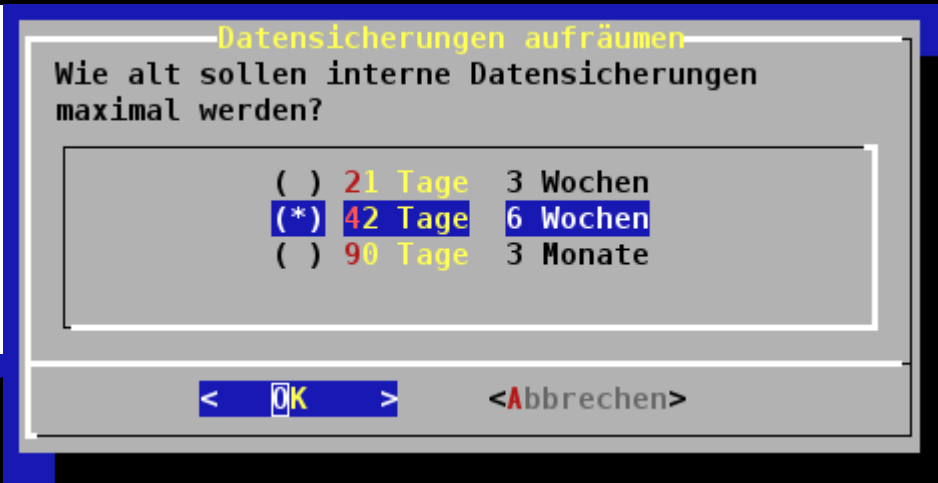 Datensicherungen aufräumen
Wie alt sollen interne Datensicherungen
maximal werden?
( ) 21 Tage 3 Wochen
(*) 42 Tage 6 Wochen
( ) 90 Tage 3 Monate
< OK > <Abbrechen>